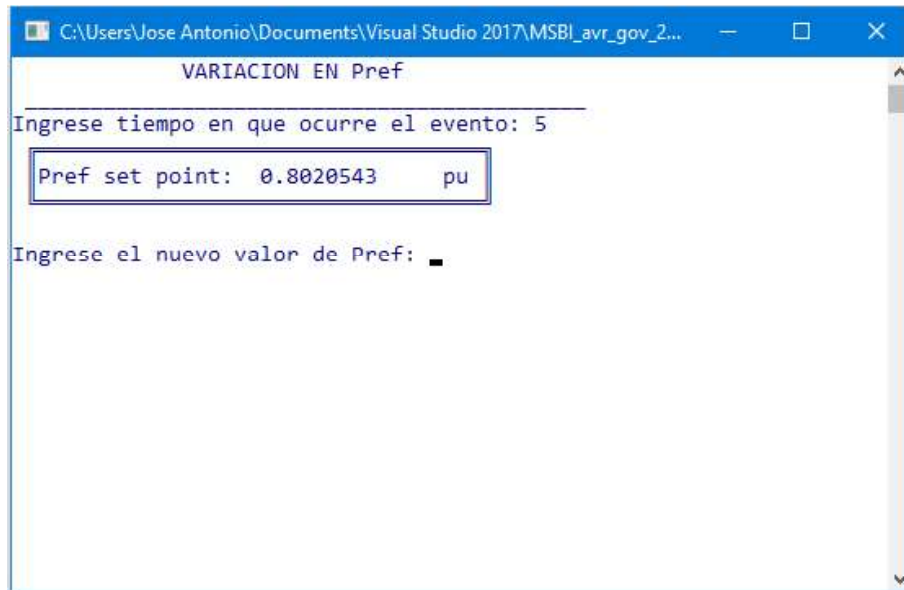 C:\Users\Jose Antonio\Documents\Visual Studio 2017\MSBI_avr_gov_2...
VARIACION EN Pref
Ingrese tiempo en que ocurre el evento: 5
Pref set point: 0.8020543 pu
Ingrese el nuevo valor de Pref: